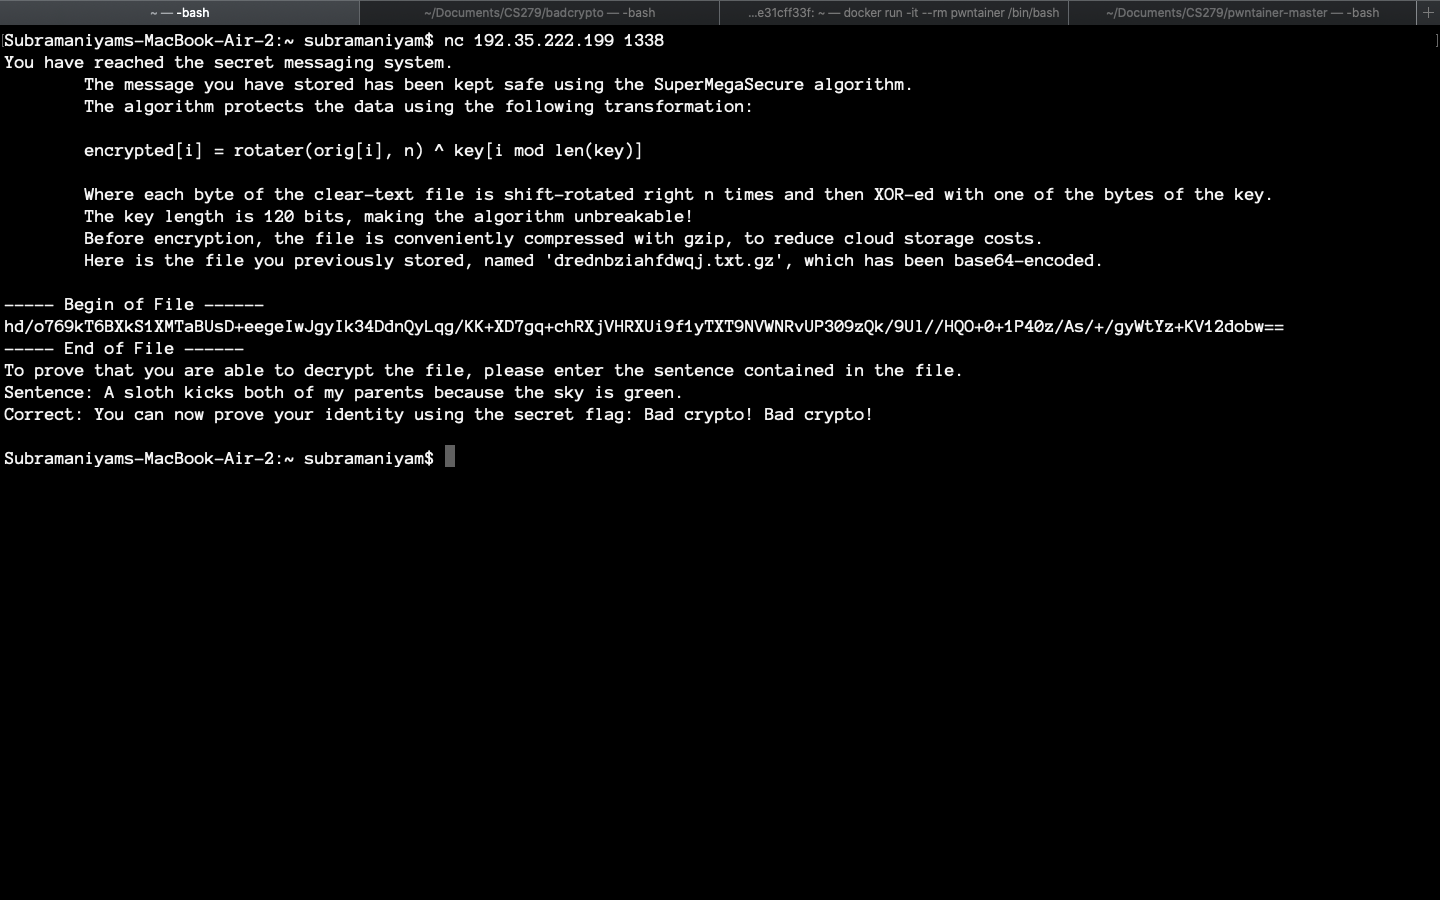 ~ — -bash
~/Documents/CS279/badcrypto — -bash
...e31cff33f: ~ — docker run -it --rm pwntainer /bin/bash
~/Documents/CS279/pwntainer-master — -bash
Subramaniyams-MacBook-Air-2:~ subramaniyam$ nc 192.35.222.199 1338
You have reached the secret messaging system.
The message you have stored has been kept safe using the SuperMegaSecure algorithm.
The algorithm protects the data using the following transformation:
encrypted[i] = rotater(orig[i], n) ^ key[i mod len(key)]
Where each byte of the clear-text file is shift-rotated right n times and then XOR-ed with one of the bytes of the key.
The key length is 120 bits, making the algorithm unbreakable!
Before encryption, the file is conveniently compressed with gzip, to reduce cloud storage costs.
Here is the file you previously stored, named 'drednbziahfdwqj.txt.gz', which has been base64-encoded.
----- Begin of File ------
hd/o769kT6BXkS1XMTaBUsD+eegeIwJgyIk34DdnQyLqg/KK+XD7gq+chRXjVHRXUi9f1yTXT9NVWNRvUP309zQk/9Ul//HQO+0+1P40z/As/+/gyWtYz+KV12dobw==
----- End of File ------
To prove that you are able to decrypt the file, please enter the sentence contained in the file.
Sentence: A sloth kicks both of my parents because the sky is green.
Correct: You can now prove your identity using the secret flag: Bad crypto! Bad crypto!
Subramaniyams-MacBook-Air-2:~ subramaniyam$